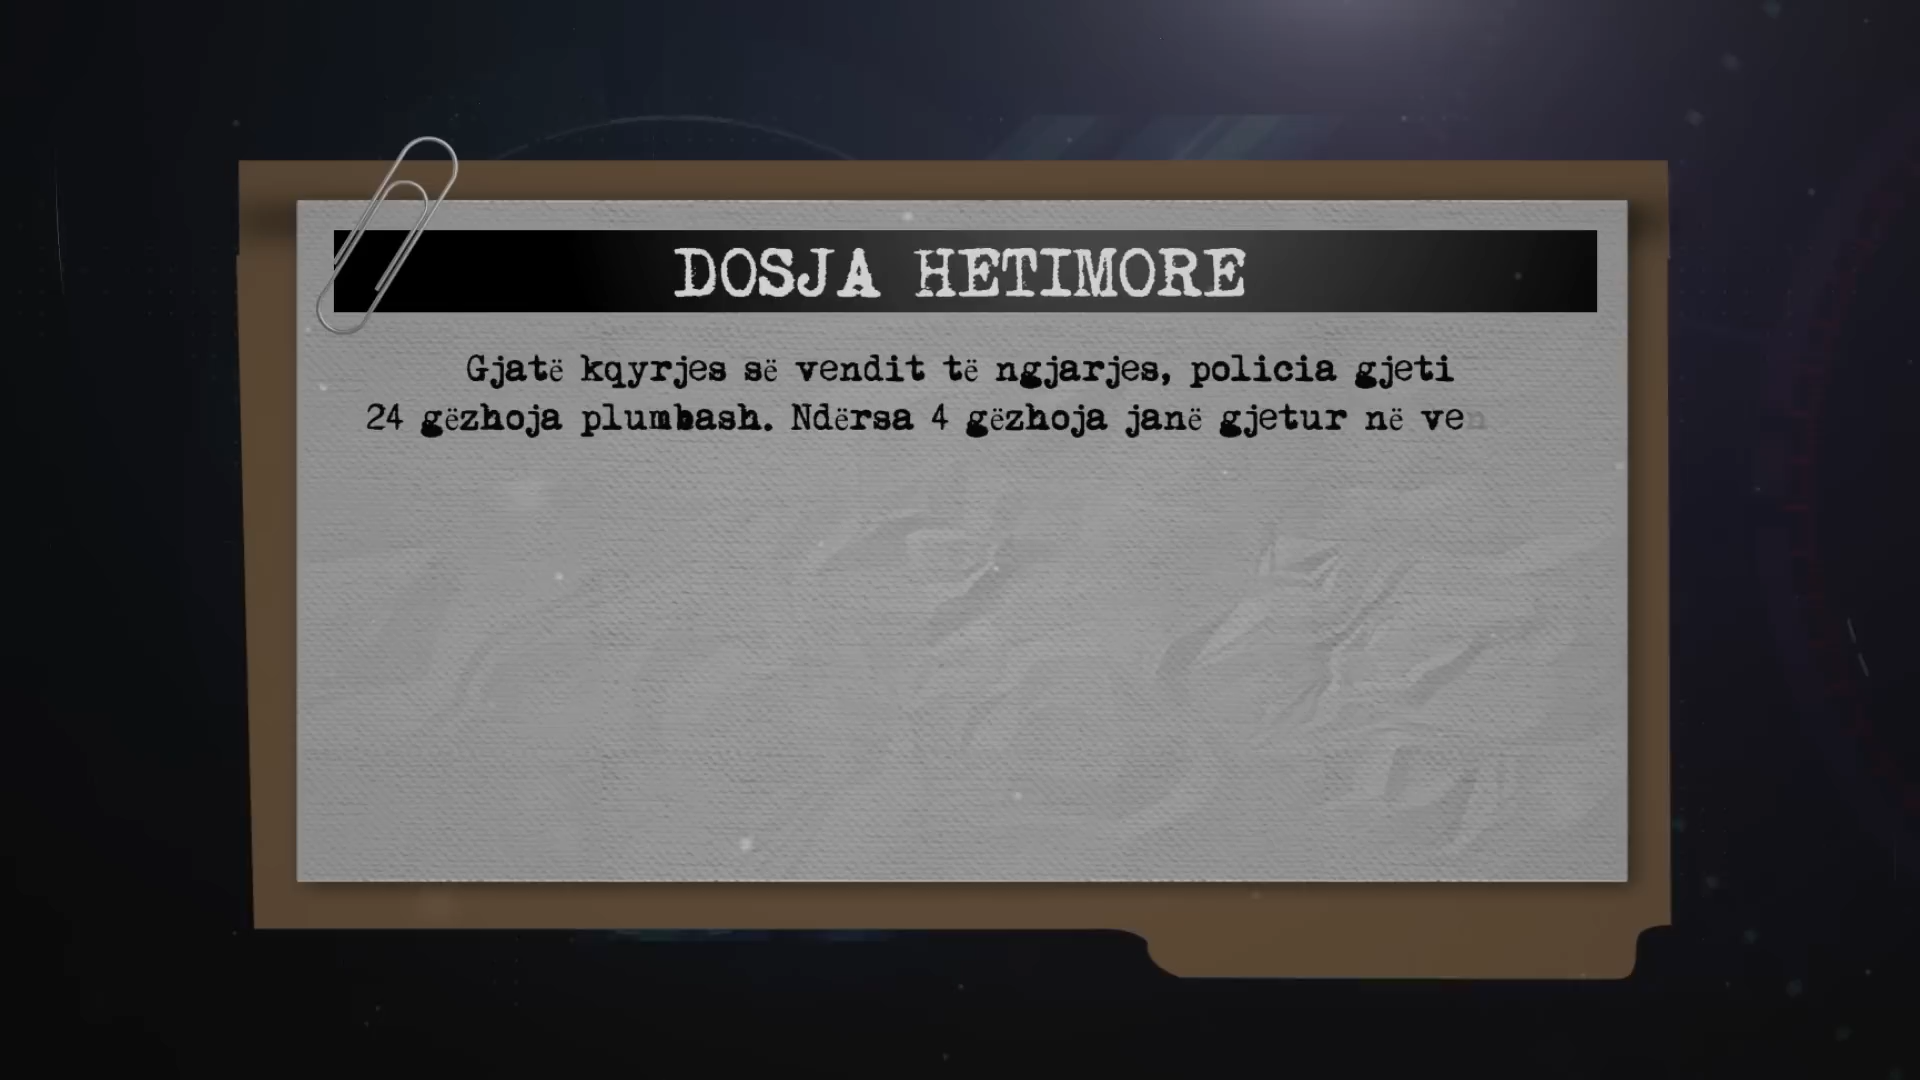 DOSJA HETIMORE
Gjatë kqyrjes së vendit të ngjarjes, policia gjeti
24 gëzhoja plumbash. Ndërsa 4 gëzhoja janë gjetur në ven